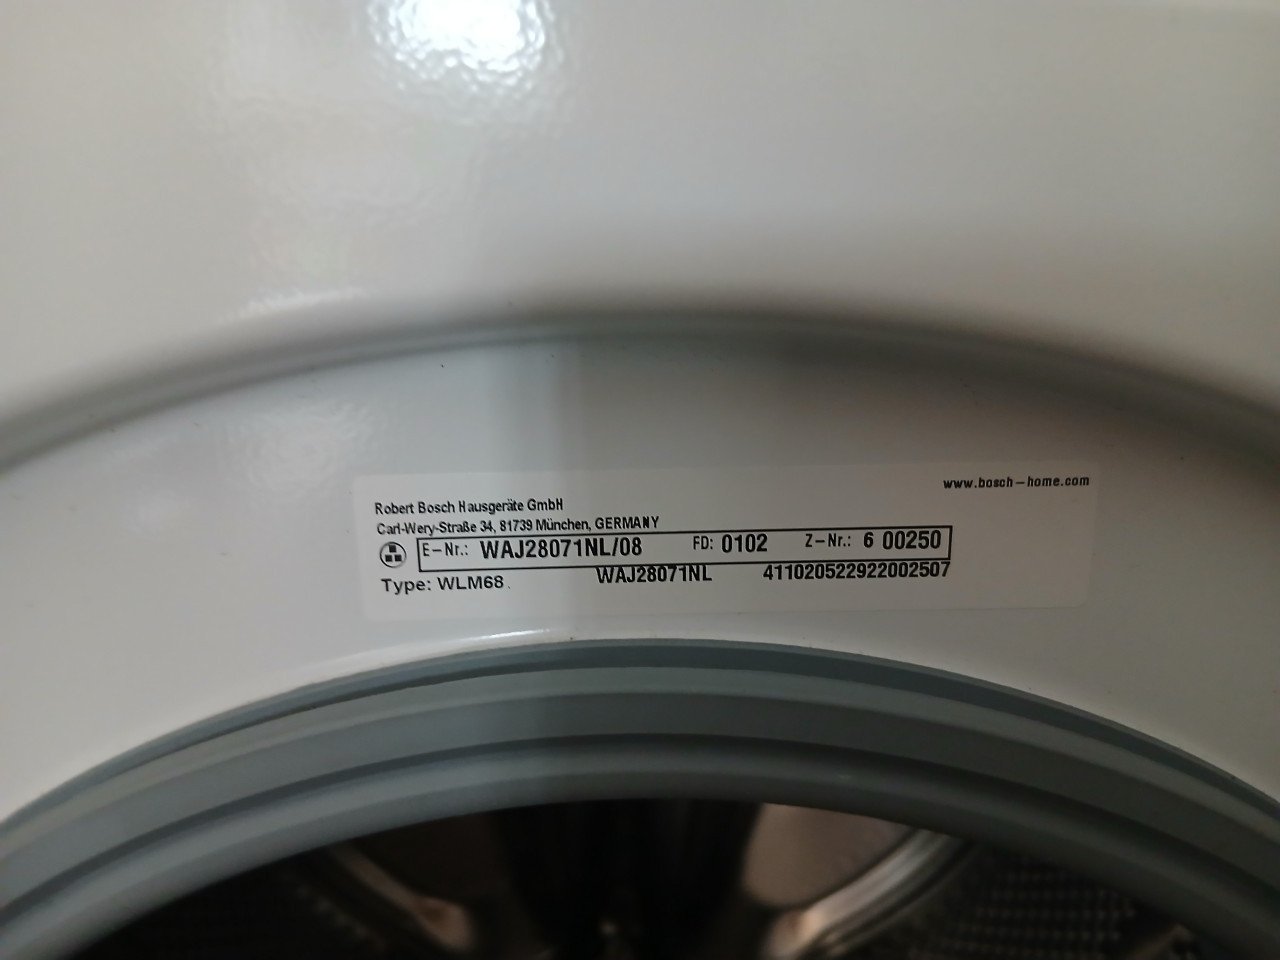 www.bosch-home.com
Robert Bosch Hausgeräte GmbH
Carl-Wery-Straße 34, 81739 München, GERMANY
E-Nr.: WAJ28071NL/08 FD: 0102 Z-Nr.: 6 00250
Type: WLM68 WAJ28071NL 411020522922002507